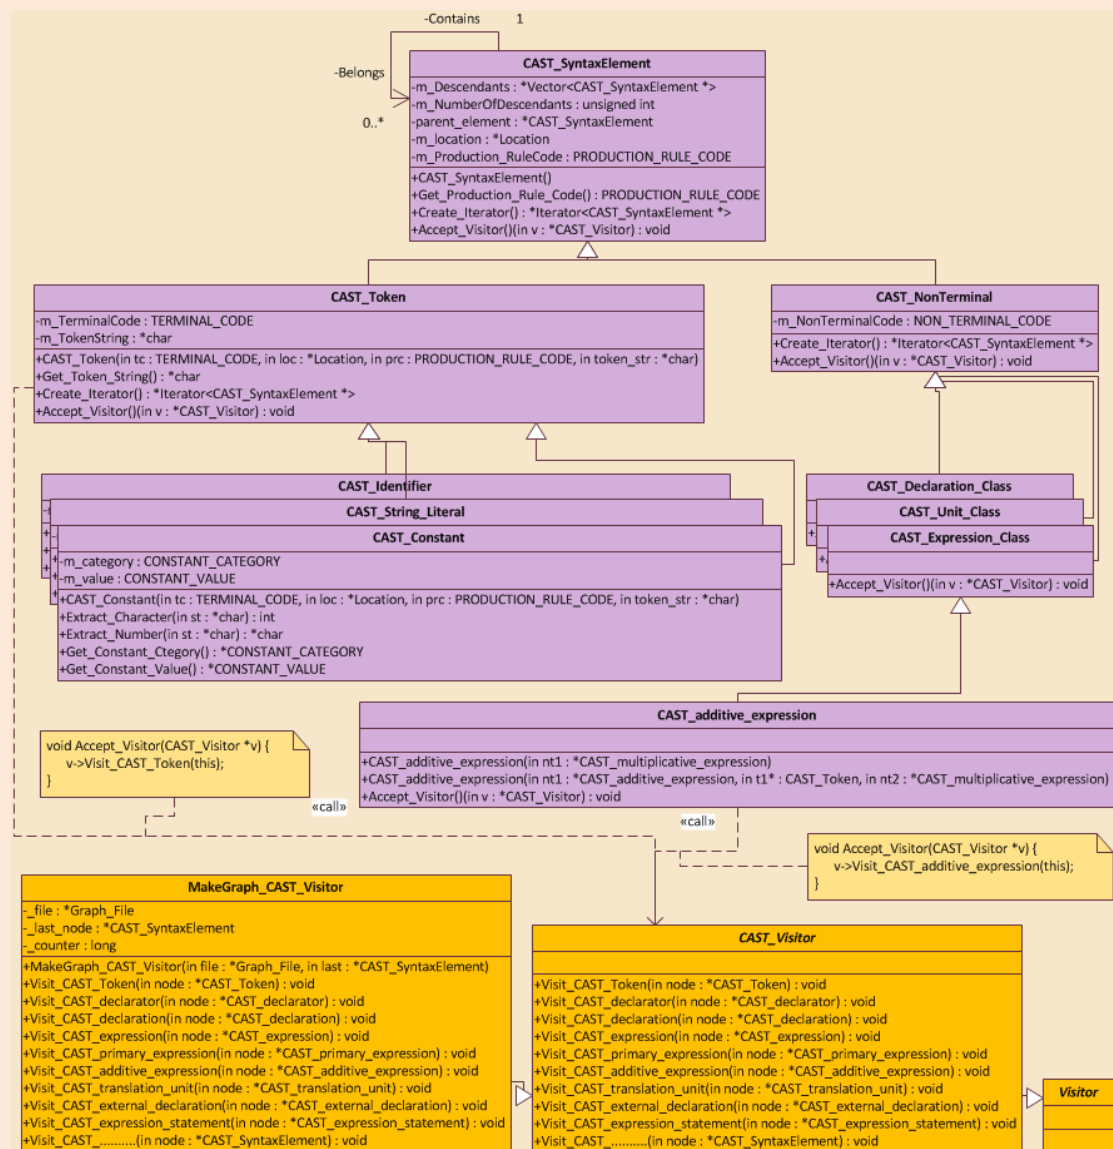 -Contains 1
-Belongs
0..*
CAST_SyntaxElement
-m_Descendants : *Vector<CAST_SyntaxElement *>
-m_NumberOfDescendants : unsigned int
-parent_element : *CAST_SyntaxElement
-m_location : *Location
-m_Production_RuleCode : PRODUCTION_RULE_CODE
+CAST_SyntaxElement()
+Get_Production_Rule_Code() : PRODUCTION_RULE_CODE
+Create_Iterator() : *Iterator<CAST_SyntaxElement *>
+Accept_Visitor()(in v : *CAST_Visitor) : void
CAST_Token
-m_TerminalCode : TERMINAL_CODE
-m_TokenString : *char
+CAST_Token(in tc : TERMINAL_CODE, in loc : *Location, in prc : PRODUCTION_RULE_CODE, in token_str : *char)
+Get_Token_String() : *char
+Create_Iterator() : *Iterator<CAST_SyntaxElement *>
+Accept_Visitor()(in v : *CAST_Visitor) : void
CAST_NonTerminal
-m_NonTerminalCode : NON_TERMINAL_CODE
+Create_Iterator() : *Iterator<CAST_SyntaxElement *>
+Accept_Visitor()(in v : *CAST_Visitor) : void
CAST_Identifier
CAST_String_Literal
CAST_Constant
-m_category : CONSTANT_CATEGORY
-m_value : CONSTANT_VALUE
+CAST_Constant(in tc : TERMINAL_CODE, in loc : *Location, in prc : PRODUCTION_RULE_CODE, in token_str : *char)
+Extract_Character(in st : *char) : int
+Extract_Number(in st : *char) : *char
+Get_Constant_Ctegory() : *CONSTANT_CATEGORY
+Get_Constant_Value() : *CONSTANT_VALUE
CAST_Declaration_Class
CAST_Unit_Class
CAST_Expression_Class
+Accept_Visitor()(in v : *CAST_Visitor) : void
CAST_additive_expression
+CAST_additive_expression(in nt1 : *CAST_multiplicative_expression)
+CAST_additive_expression(in nt1 : *CAST_additive_expression, in t1* : CAST_Token, in nt2 : *CAST_multiplicative_expression)
+Accept_Visitor()(in v : *CAST_Visitor) : void
void Accept_Visitor(CAST_Visitor *v) {
v->Visit_CAST_Token(this);
}
«call»
«call»
void Accept_Visitor(CAST_Visitor *v) {
v->Visit_CAST_additive_expression(this);
}
MakeGraph_CAST_Visitor
-_file : *Graph_File
-_last_node : *CAST_SyntaxElement
-_counter : long
+MakeGraph_CAST_Visitor(in file : *Graph_File, in last : *CAST_SyntaxElement)
+Visit_CAST_Token(in node : *CAST_Token) : void
+Visit_CAST_declarator(in node : *CAST_declarator) : void
+Visit_CAST_declaration(in node : *CAST_declaration) : void
+Visit_CAST_expression(in node : *CAST_expression) : void
+Visit_CAST_primary_expression(in node : *CAST_primary_expression) : void
+Visit_CAST_additive_expression(in node : *CAST_additive_expression) : void
+Visit_CAST_translation_unit(in node : *CAST_translation_unit) : void
+Visit_CAST_external_declaration(in node : *CAST_external_declaration) : void
+Visit_CAST_expression_statement(in node : *CAST_expression_statement) : void
+Visit_CAST_..........(in node : *CAST_SyntaxElement) : void
CAST_Visitor
+Visit_CAST_Token(in node : *CAST_Token) : void
+Visit_CAST_declarator(in node : *CAST_declarator) : void
+Visit_CAST_declaration(in node : *CAST_declaration) : void
+Visit_CAST_expression(in node : *CAST_expression) : void
+Visit_CAST_primary_expression(in node : *CAST_primary_expression) : void
+Visit_CAST_additive_expression(in node : *CAST_additive_expression) : void
+Visit_CAST_translation_unit(in node : *CAST_translation_unit) : void
+Visit_CAST_external_declaration(in node : *CAST_external_declaration) : void
+Visit_CAST_expression_statement(in node : *CAST_expression_statement) : void
+Visit_CAST_..........(in node : *CAST_SyntaxElement) : void
Visitor